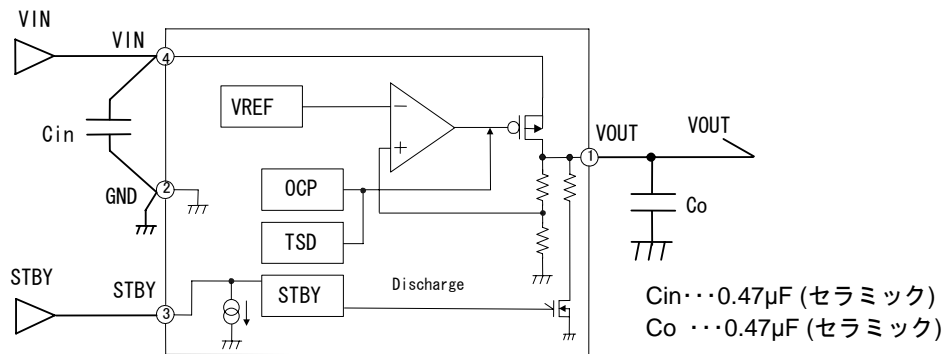 VIN
VIN
4
VREF
−
+
Cin
VOUT
VOUT
1
GND
2
OCP
Co
TSD
STBY
STBY
3
STBY
Discharge
Cin･･･0.47µF (セラミック)
Co ･･･0.47µF (セラミック)